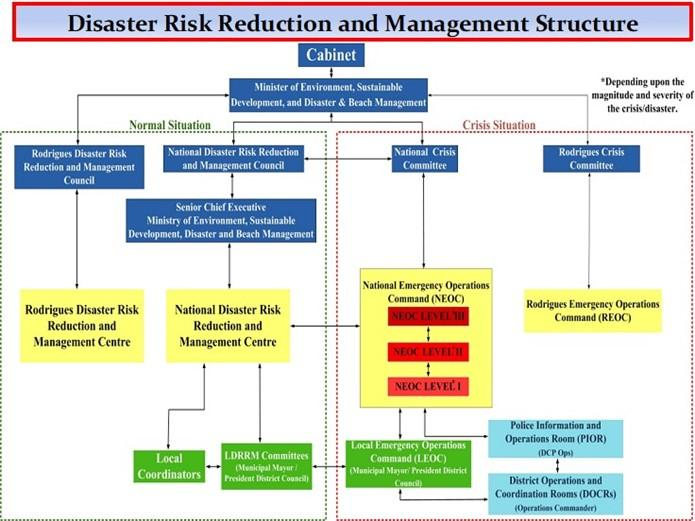 Disaster Risk Reduction and Management Structure
Cabinet
Minister of Environment, Sustainable
Development, and Disaster & Beach Management
*Depending upon the
magnitude and severity of
the crisis/disaster.
Normal Situation
Crisis Situation
Rodrigues Disaster Risk
Reduction and Management
Council
National Disaster Risk Reduction
and Management Council
National Crisis
Committee
Rodrigues Crisis
Committee
Senior Chief Executive
Ministry of Environment, Sustainable
Development, Disaster and Beach Management
Rodrigues Disaster Risk
Reduction and
Management Centre
National Disaster Risk
Reduction and
Management Centre
National Emergency Operations
Command (NEOC)
NEOC LEVEL*III
NEOC LEVEL*II
NEOC LEVEL*I
Rodrigues Emergency Operations
Command (REOC)
Local
Coordinators
LDRRM Committees
(Municipal Mayor /
President District Council)
Local Emergency Operations
Command (LEOC)
(Municipal Mayor/ President District
Council)
Police Information and
Operations Room (PIOR)
(DCP Ops)
District Operations and
Coordination Rooms (DOCRs)
(Operations Commander)